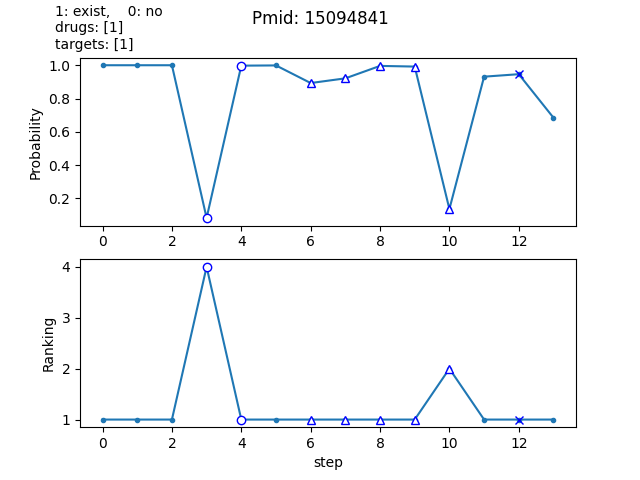 1: exist,    0: no
drugs: [1]
targets: [1]
Pmid: 15094841
Probability
1.0
0.8
0.6
0.4
0.2
0 2 4 6 8 10 12
Ranking
4
3
2
1
0 2 4 6 8 10 12
step